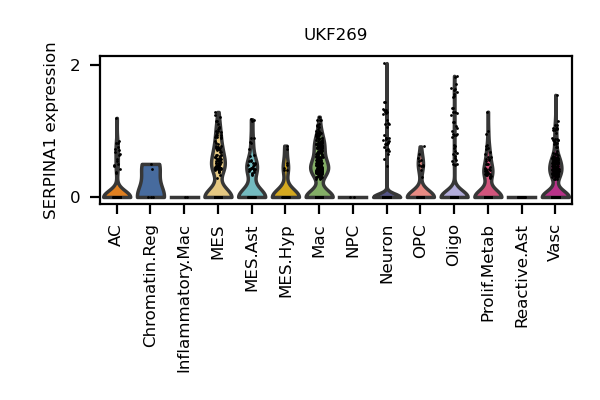 UKF269
SERPINA1 expression
2
0
AC
Chromatin.Reg
Inflammatory.Mac
MES
MES.Ast
MES.Hyp
Mac
NPC
Neuron
OPC
Oligo
Prolif.Metab
Reactive.Ast
Vasc